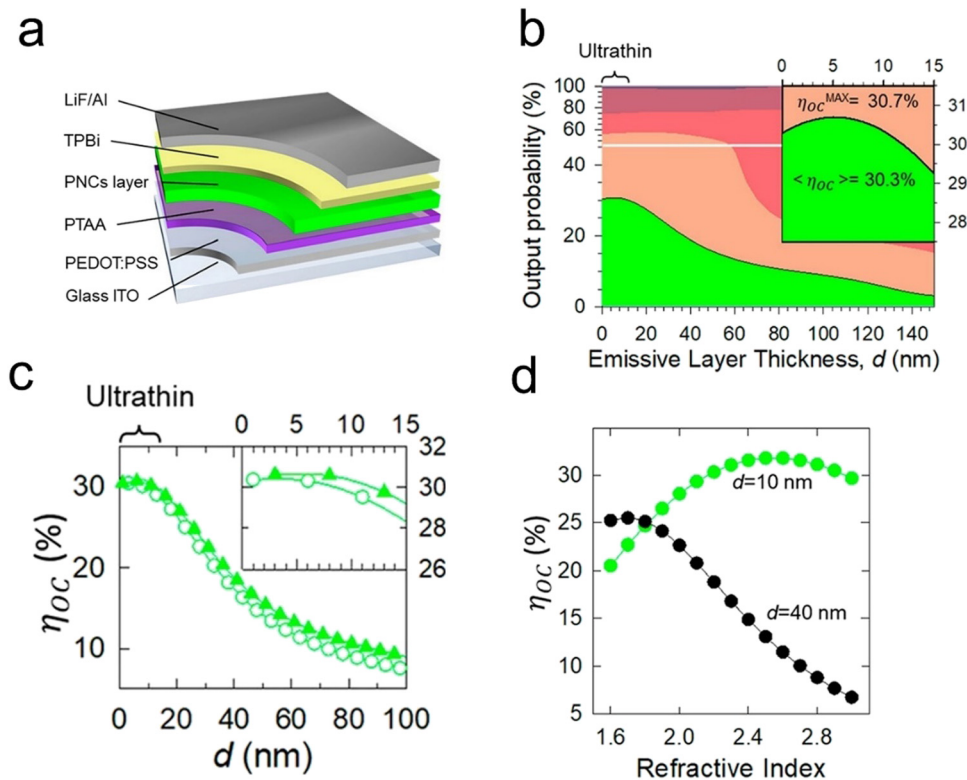 a
LiF/Al
TPBi
PNCs layer
PTAA
PEDOT:PSS
Glass ITO
b
Ultrathin
0 5 10 15
100
80
60
40
20
0
Output probability (%)
ηOC^MAX = 30.7%
< ηOC >= 30.3%
31
30
29
28
0 20 40 60 80 100 120 140
Emissive Layer Thickness, d (nm)
c
Ultrathin
0 5 10 15
32
30
28
26
30
20
10
ηOC (%)
0 20 40 60 80 100
d (nm)
d
30
25
20
15
10
5
ηOC (%)
d=10 nm
d=40 nm
1.6 2.0 2.4 2.8
Refractive Index